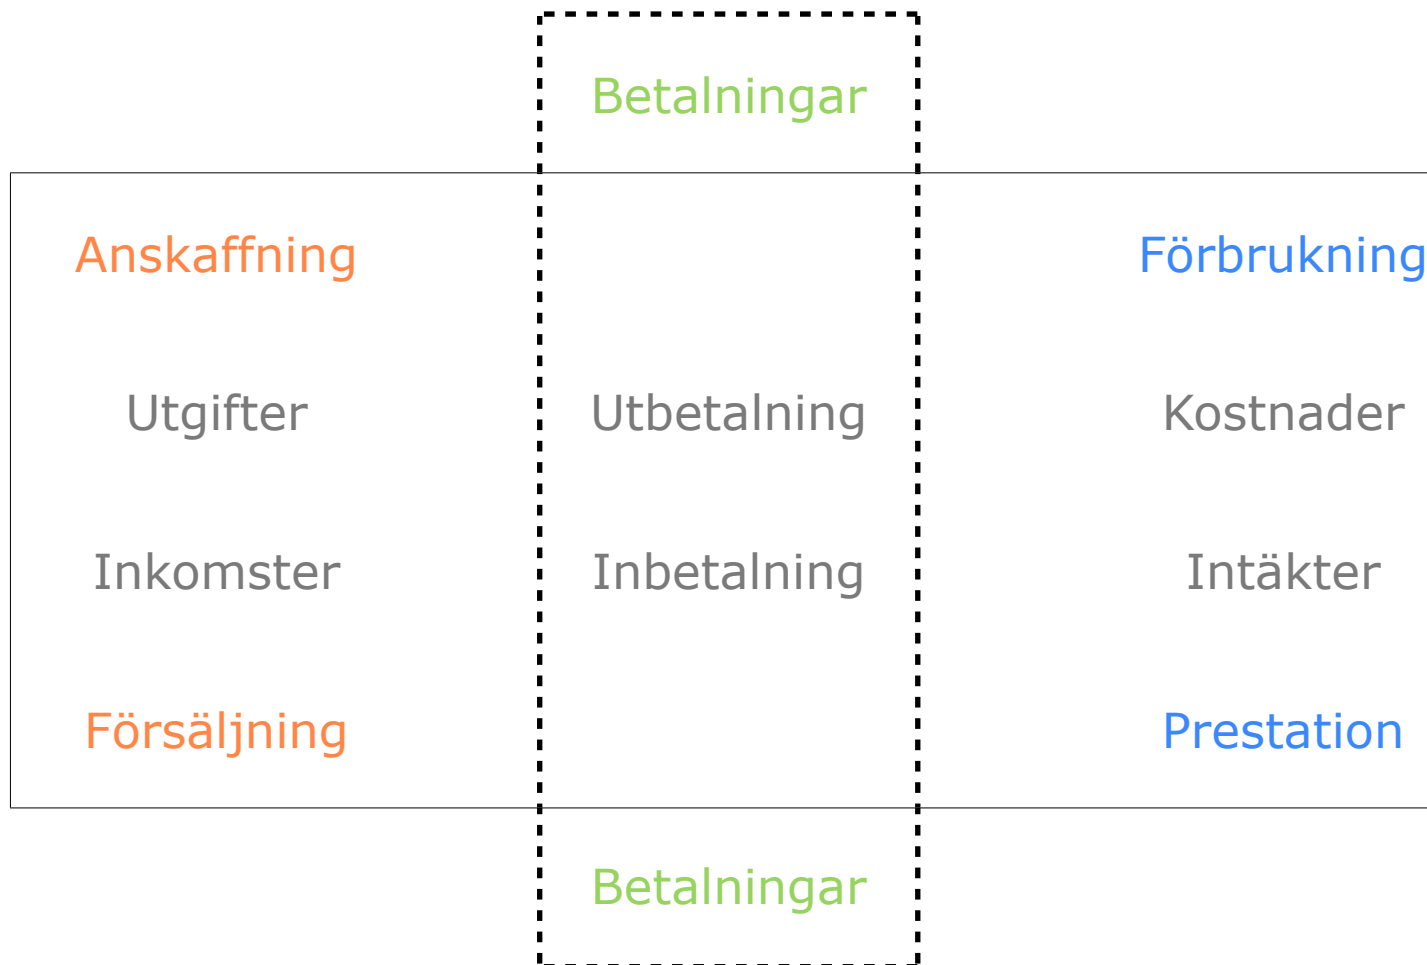 Betalningar
Anskaffning
Förbrukning
Utgifter
Utbetalning
Kostnader
Inkomster
Inbetalning
Intäkter
Försäljning
Prestation
Betalningar